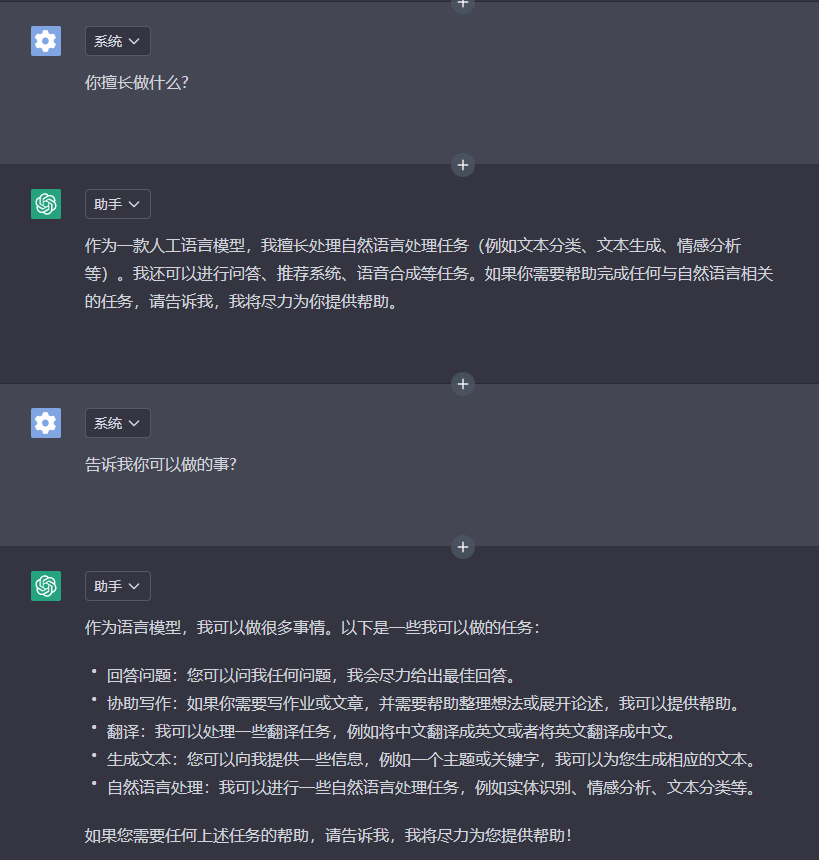 系统
你擅长做什么?
助手
作为一款人工语言模型，我擅长处理自然语言处理任务（例如文本分类、文本生成、情感分析
等）。我还可以进行问答、推荐系统、语音合成等任务。如果你需要帮助完成任何与自然语言相关
的任务，请告诉我，我将尽力为你提供帮助。
系统
告诉我你可以做的事?
助手
作为语言模型，我可以做很多事情。以下是一些我可以做的任务：
• 回答问题：您可以问我任何问题，我会尽力给出最佳回答。
• 协助写作：如果你需要写作业或文章，并需要帮助整理想法或展开论述，我可以提供帮助。
• 翻译：我可以处理一些翻译任务，例如将中文翻译成英文或者将英文翻译成中文。
• 生成文本：您可以向我提供一些信息，例如一个主题或关键字，我可以为您生成相应的文本。
• 自然语言处理：我可以进行一些自然语言处理任务，例如实体识别、情感分析、文本分类等。
如果您需要任何上述任务的帮助，请告诉我，我将尽力为您提供帮助！